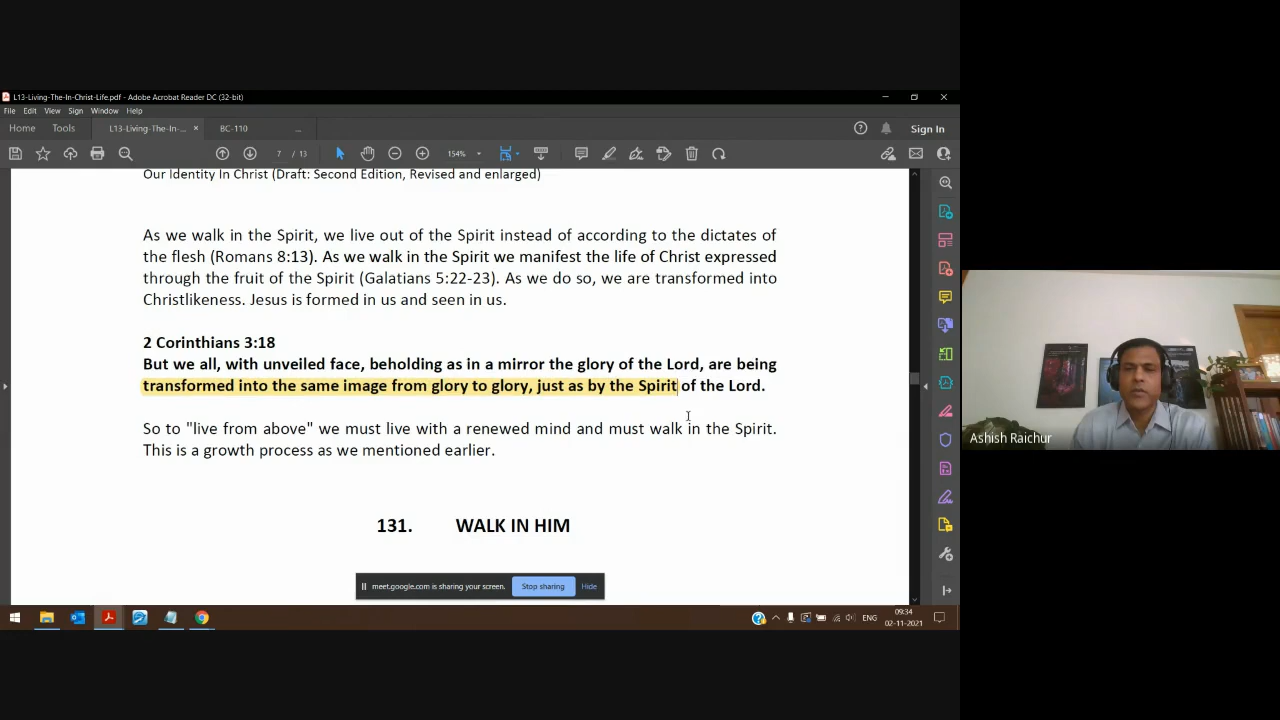 L13-Living-The-In-Christ-Life.pdf - Adobe Acrobat Reader DC (32-bit)
File Edit View Sign Window Help
Home Tools L13-Living-The-In-... × BC-110 ... Sign In
7 / 13 154%
Our Identity In Christ (Draft: Second Edition, Revised and enlarged)
As we walk in the Spirit, we live out of the Spirit instead of according to the dictates of
the flesh (Romans 8:13). As we walk in the Spirit we manifest the life of Christ expressed
through the fruit of the Spirit (Galatians 5:22-23). As we do so, we are transformed into
Christlikeness. Jesus is formed in us and seen in us.
2 Corinthians 3:18
But we all, with unveiled face, beholding as in a mirror the glory of the Lord, are being
transformed into the same image from glory to glory, just as by the Spirit of the Lord.
So to "live from above" we must live with a renewed mind and must walk in the Spirit.
This is a growth process as we mentioned earlier.
131. WALK IN HIM
meet.google.com is sharing your screen. Stop sharing Hide
ENG
09:34
02-11-2021
Ashish Raichur